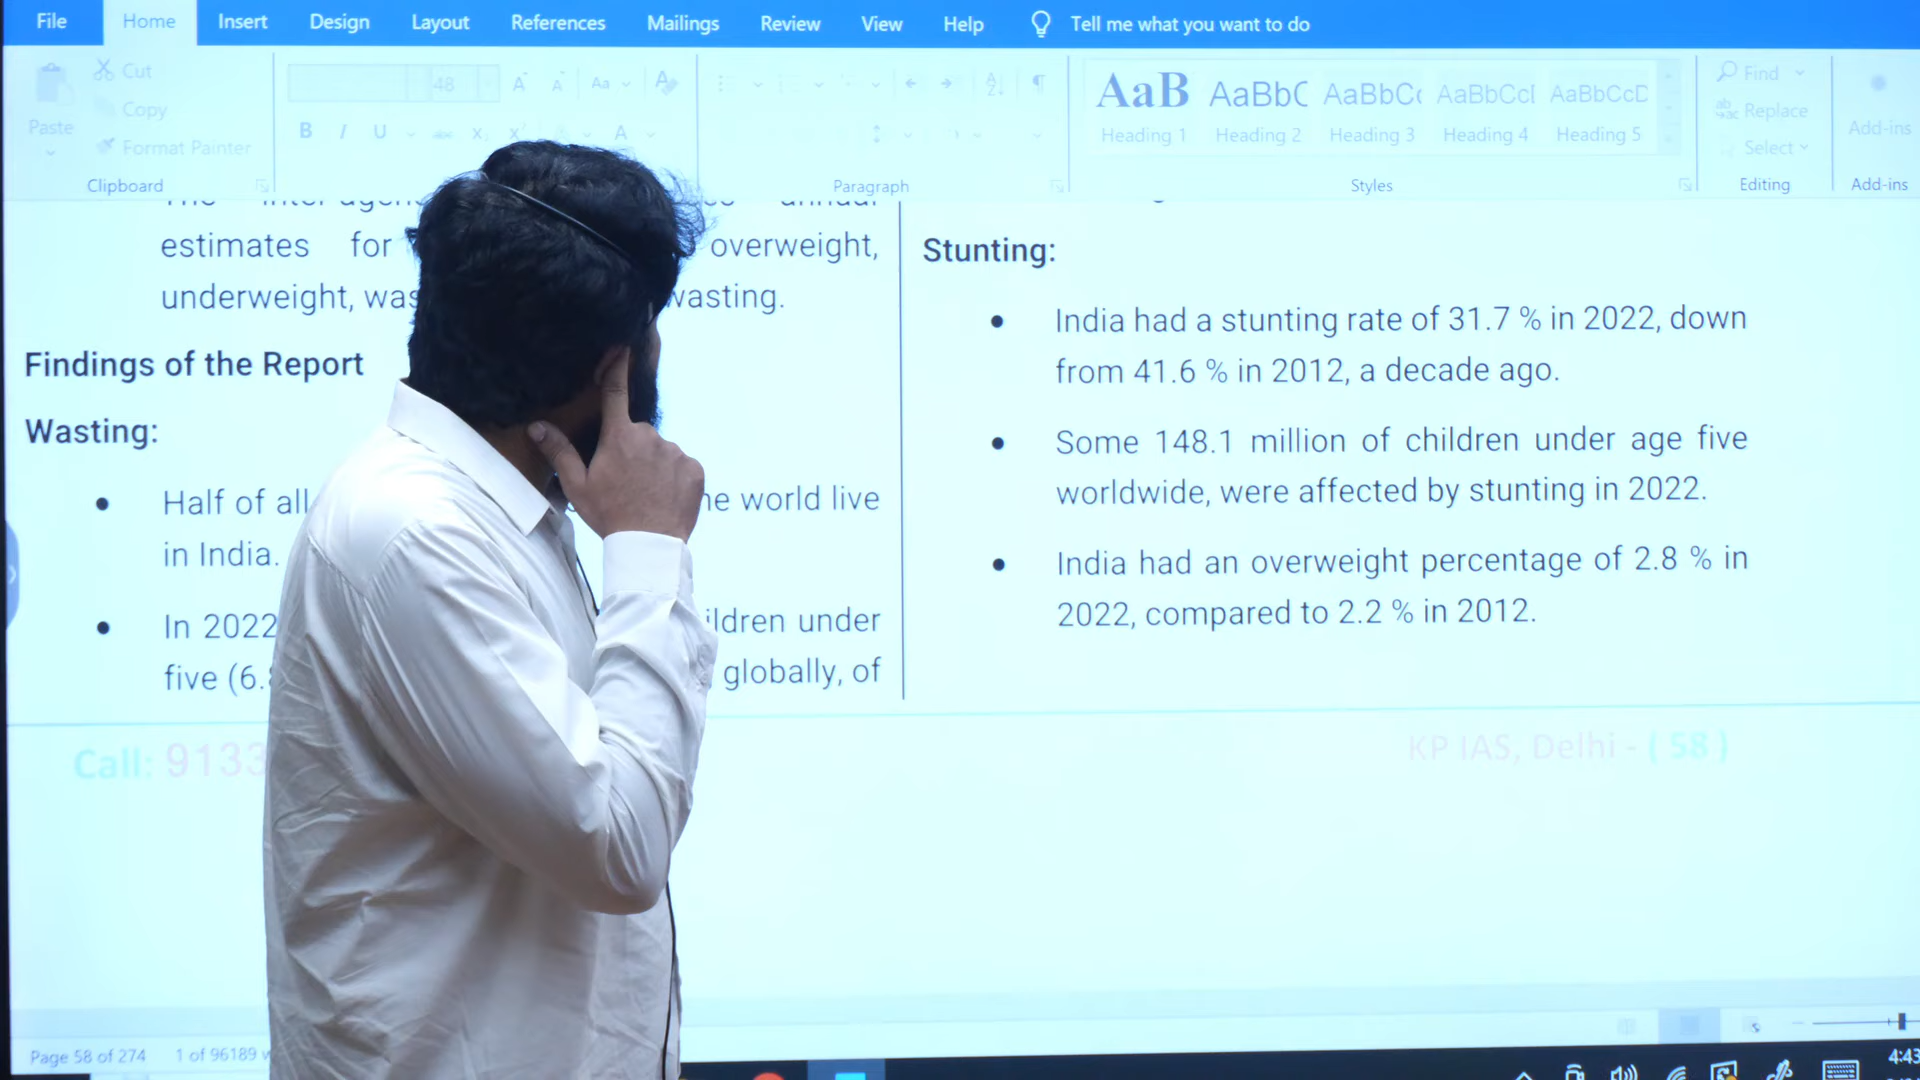 File Home Insert Design Layout References Mailings Review View Help Tell me what you want to do
Cut
Copy
Paste
Format Painter
Clipboard
48
Aa
B I U
Paragraph
AaB AaBbC AaBbCc AaBbCcI AaBbCcD
Heading 1 Heading 2 Heading 3 Heading 4 Heading 5
Styles
Find
Replace
Select
Editing
Add-ins
Add-ins
estimates for overweight,
underweight, wasting.
Findings of the Report
Wasting:
Half of all world live
in India.
In 2022 under
five globally, of
Stunting:
India had a stunting rate of 31.7 % in 2022, down
from 41.6 % in 2012, a decade ago.
Some 148.1 million of children under age five
worldwide, were affected by stunting in 2022.
India had an overweight percentage of 2.8 % in
2022, compared to 2.2 % in 2012.
Call: 9133
KP IAS, Delhi - ( 58 )
Page 58 of 274 1 of 96189
4:43